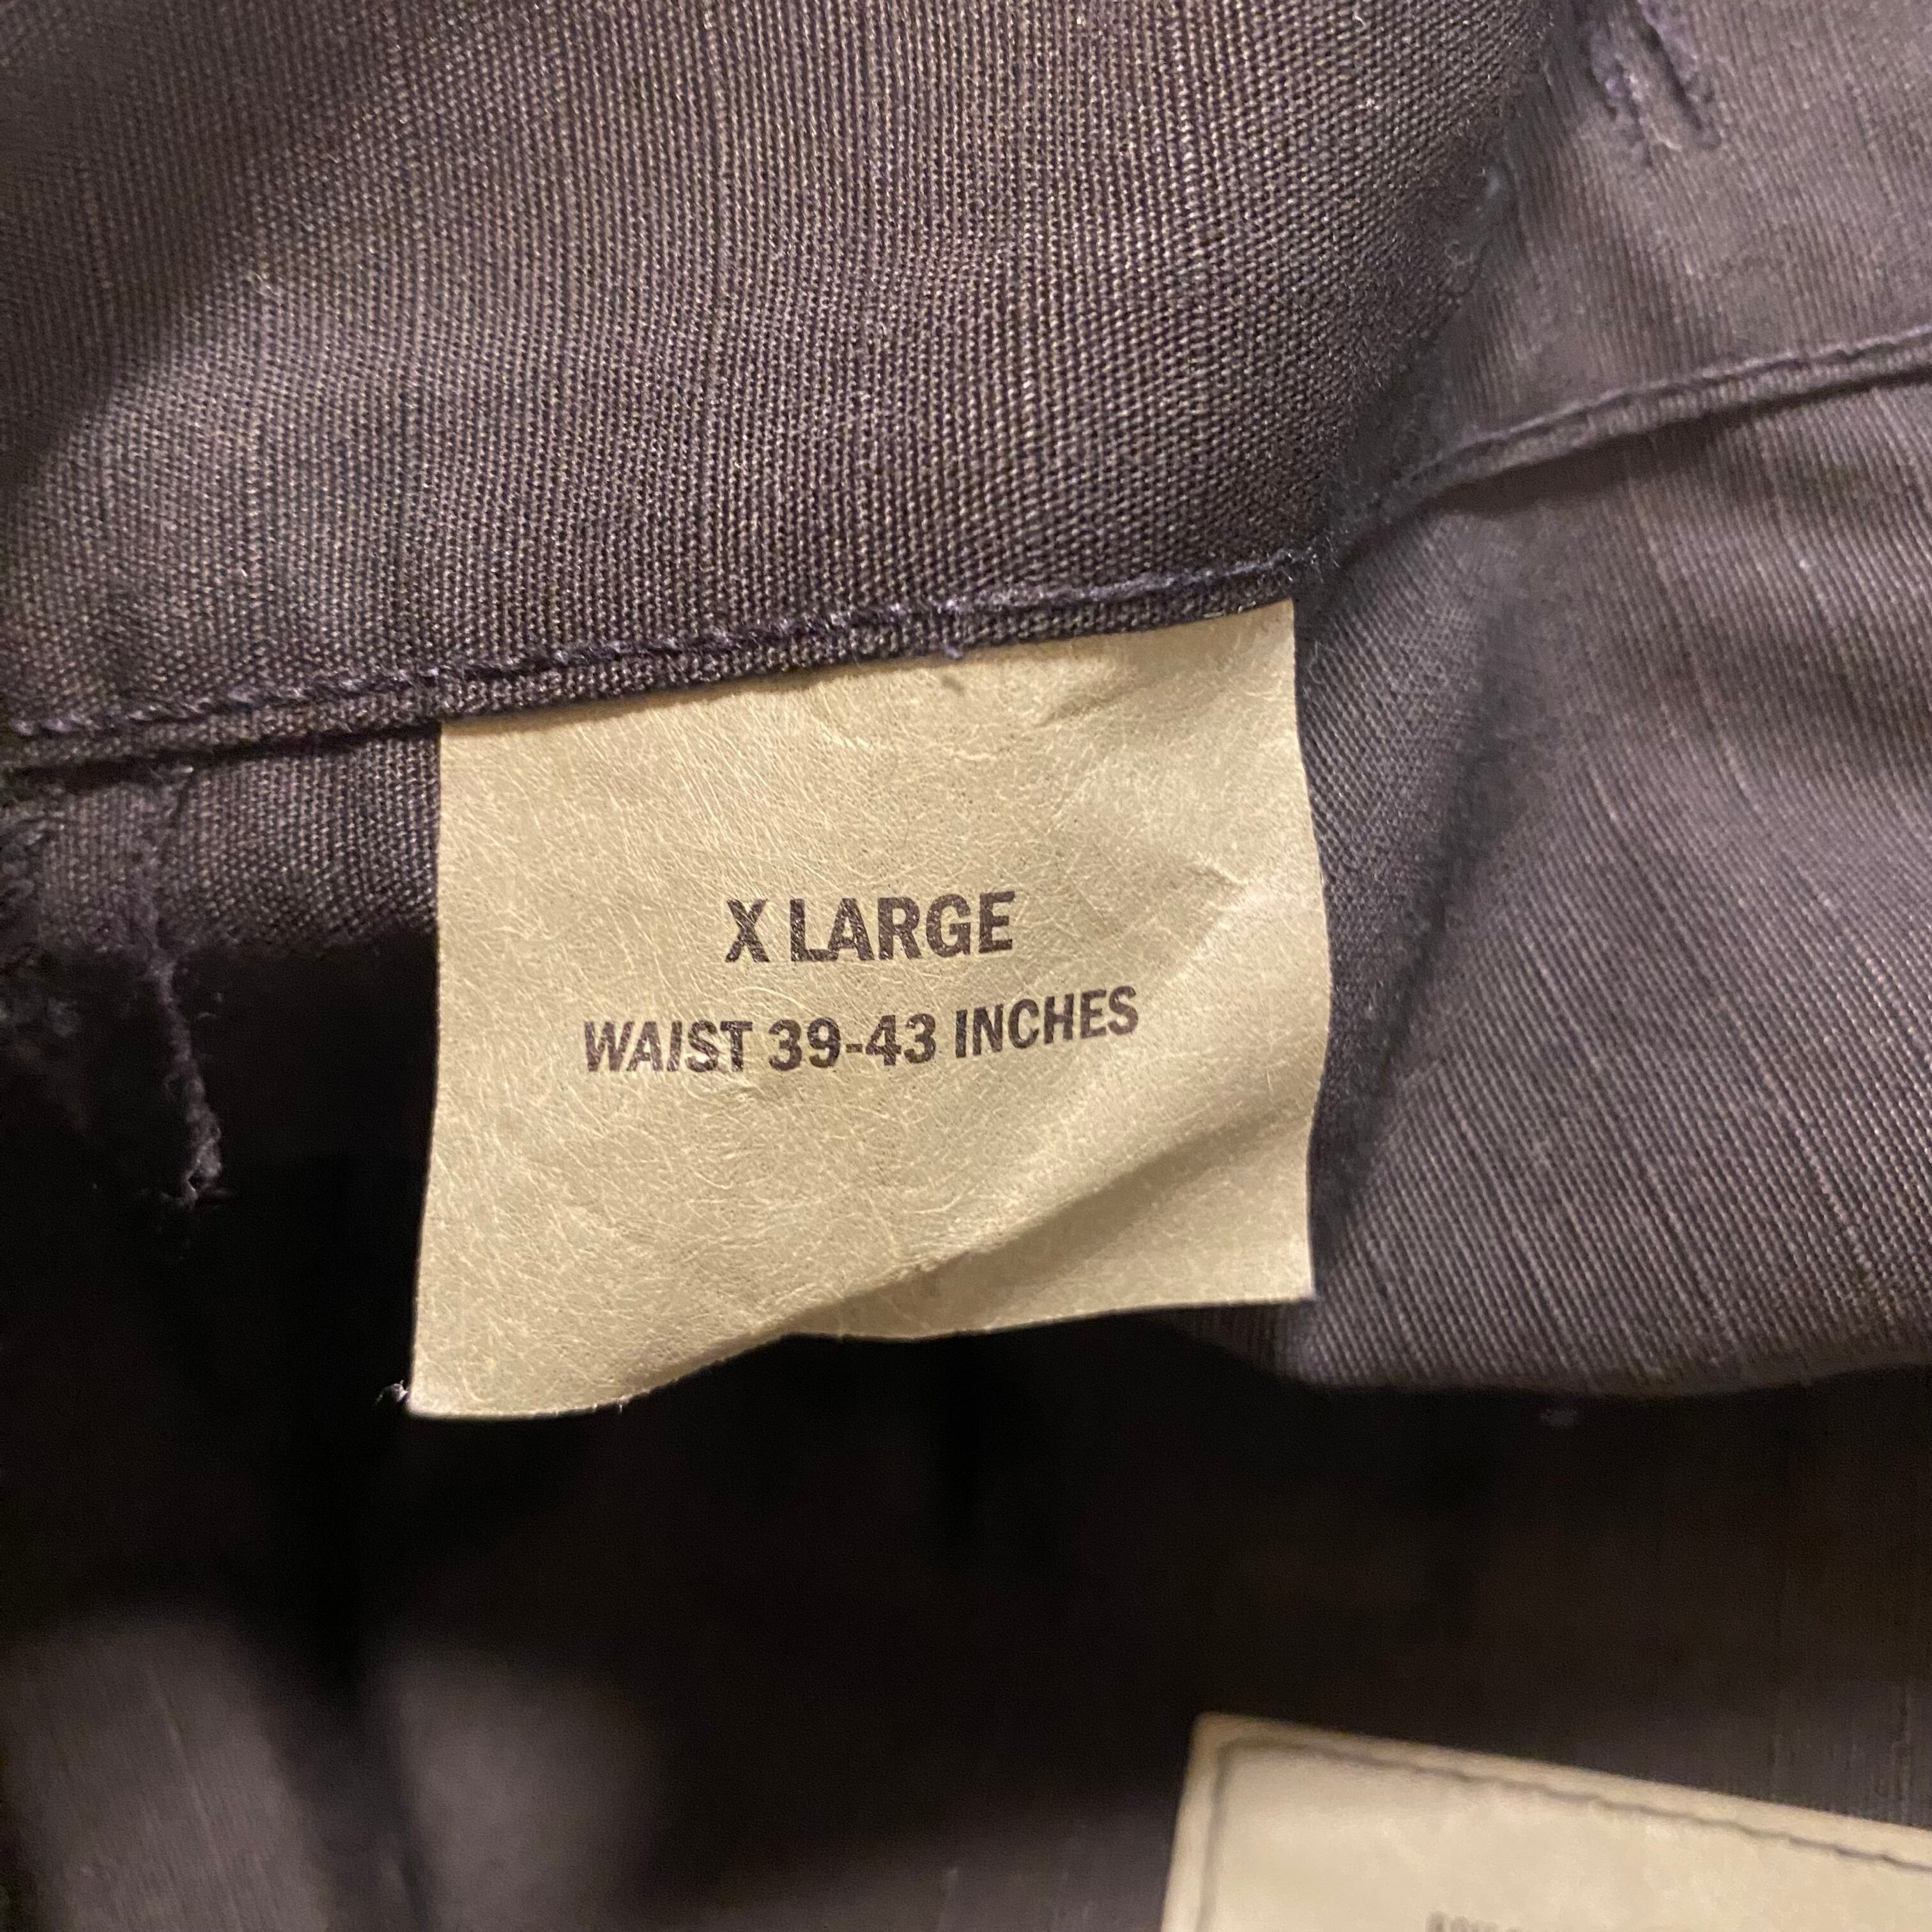 X LARGE
WAIST 39-43 INCHES